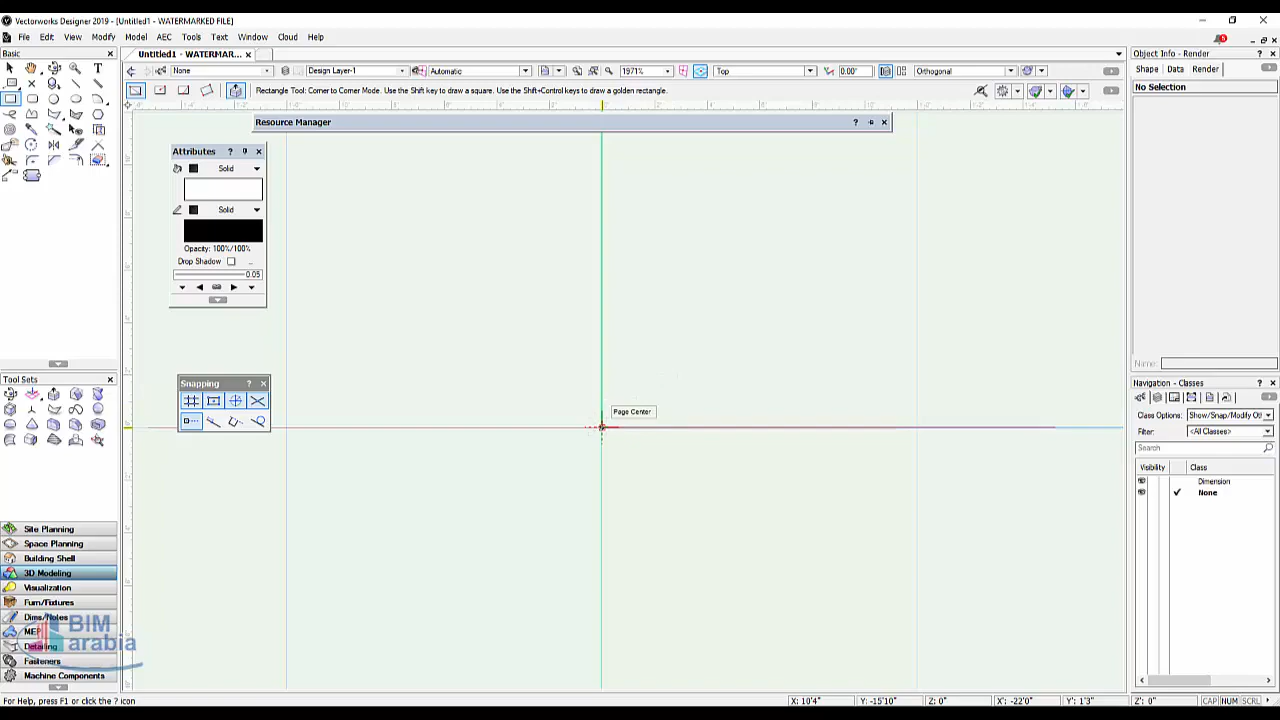 Vectorworks Designer 2019 - [Untitled1 - WATERMARKED FILE]
File Edit View Modify Model AEC Tools Text Window Cloud Help
Basic
Untitled1 - WATERMAR...
Object Info - Render
None Design Layer-1 Automatic 1971% Top 0.00° Orthogonal
Shape Data Render
Rectangle Tool: Corner to Corner Mode. Use the Shift key to draw a square. Use the Shift+Control keys to draw a golden rectangle.
No Selection
Resource Manager ?
Attributes ?
Solid
Solid
Opacity: 100%/100%
Drop Shadow ..
0.05
Name:
Tool Sets
Snapping ?
Navigation - Classes ?
Page Center
Class Options: Show/Snap/Modify Ot
Filter: <All Classes>
Search
Visibility Class
Dimension
None
Site Planning
Space Planning
Building Shell
3D Modeling
Visualization
Furn/Fixtures
Dims/Notes
MEP
Detailing
Fasteners
Machine Components
BIM
arabia
For Help, press F1 or click the ? icon X: 10'4" Y: -15'10" Z: 0" X': -22'0" Y': 1'3" Z': 0" CAP NUM SCRL